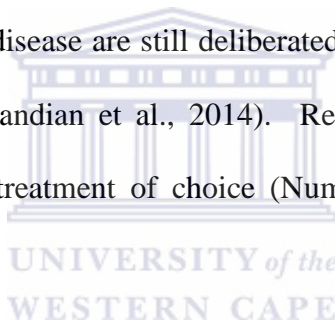 disease are still deliberated
andian et al., 2014). Re
treatment of choice (Num
UNIVERSITY of the
WESTERN CAPE